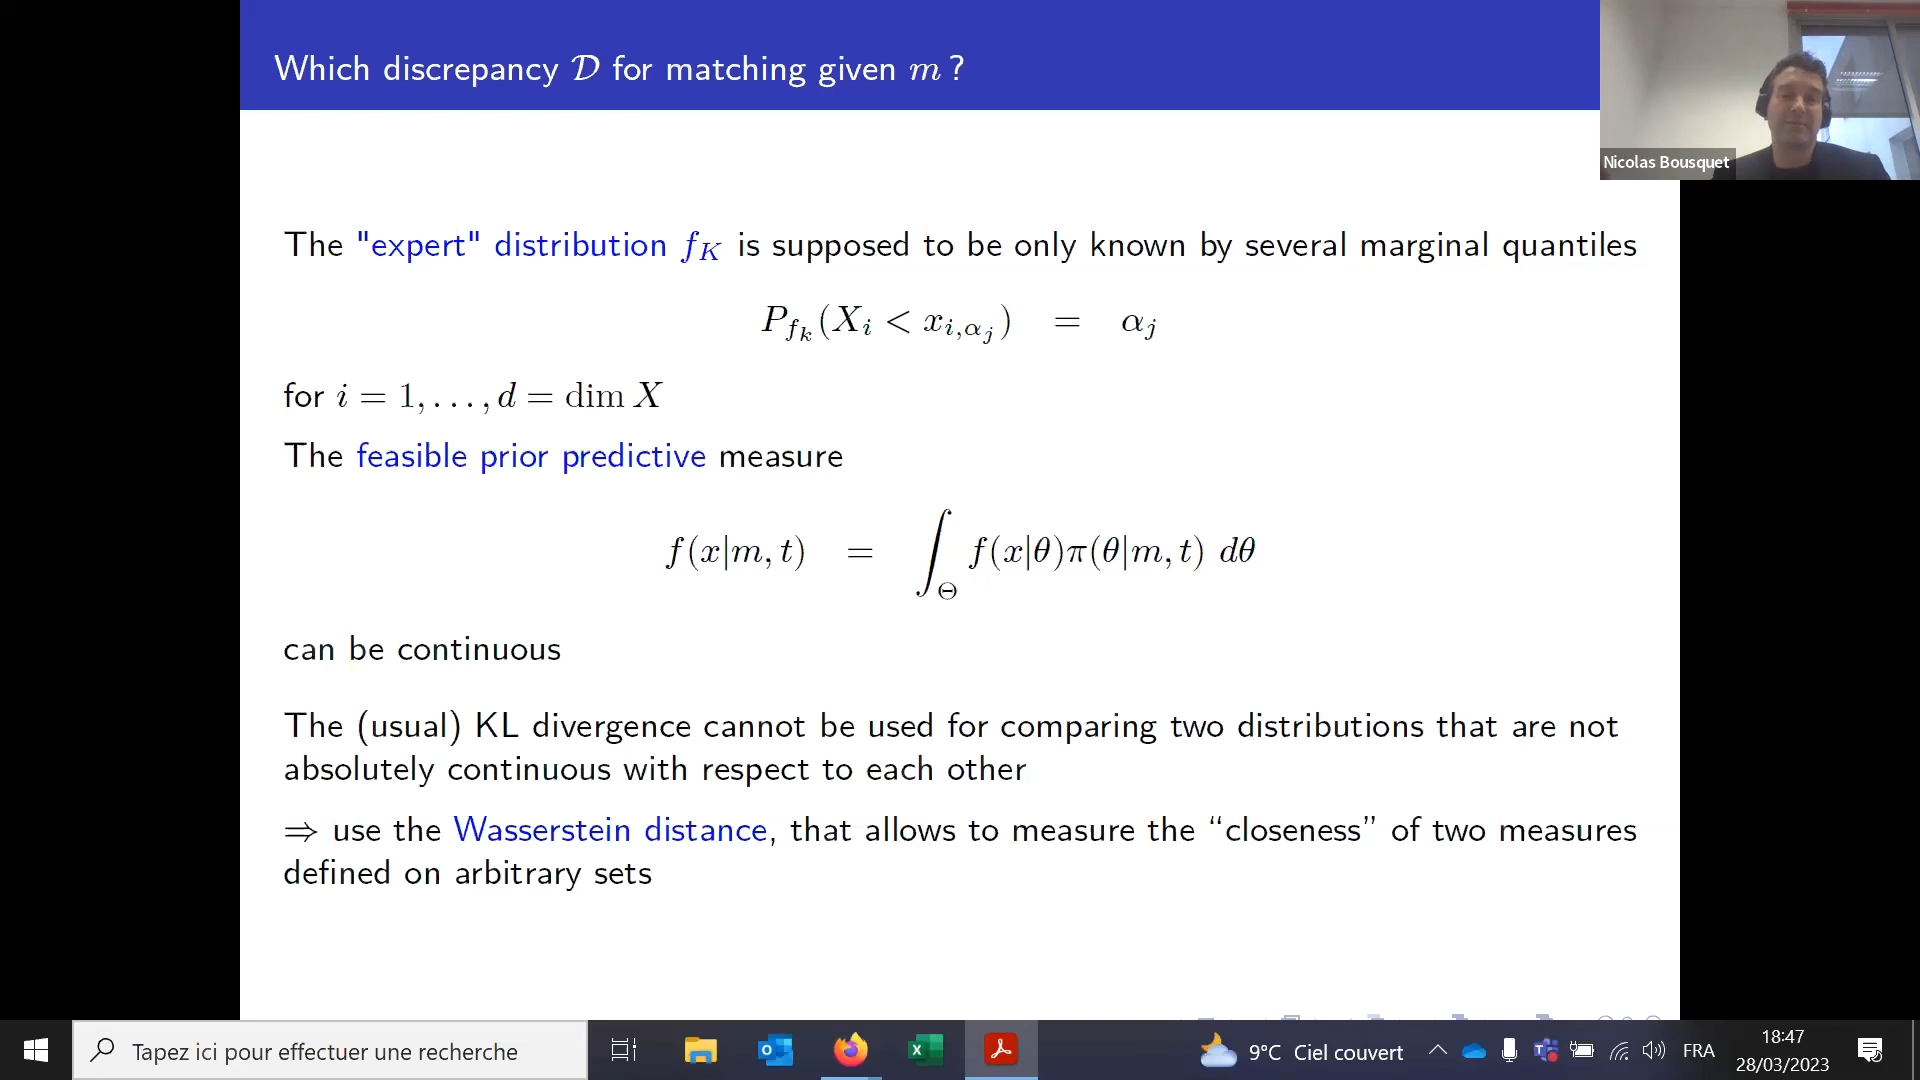 Which discrepancy 𝒟 for matching given m ?
Nicolas Bousquet
The "expert" distribution f_K is supposed to be only known by several marginal quantiles
P_{f_k}(X_i < x_{i,α_j}) = α_j
for i = 1, . . . , d = dim X
The feasible prior predictive measure
f(x|m, t) = ∫_Θ f(x|θ)π(θ|m, t) dθ
can be continuous
The (usual) KL divergence cannot be used for comparing two distributions that are not
absolutely continuous with respect to each other
⇒ use the Wasserstein distance, that allows to measure the “closeness” of two measures
defined on arbitrary sets
Tapez ici pour effectuer une recherche
9°C Ciel couvert
FRA
18:47
28/03/2023